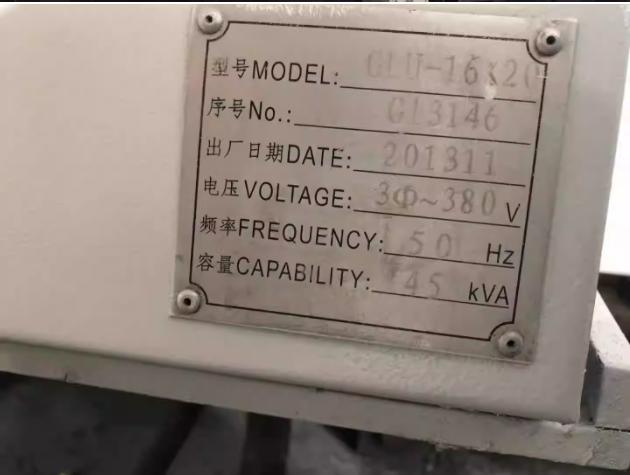 型号MODEL: GLU-16x20
序号No.: G13146
出厂日期DATE: 201311
电压VOLTAGE: 3Φ~380 V
频率FREQUENCY: 50 Hz
容量CAPABILITY: 45 kVA